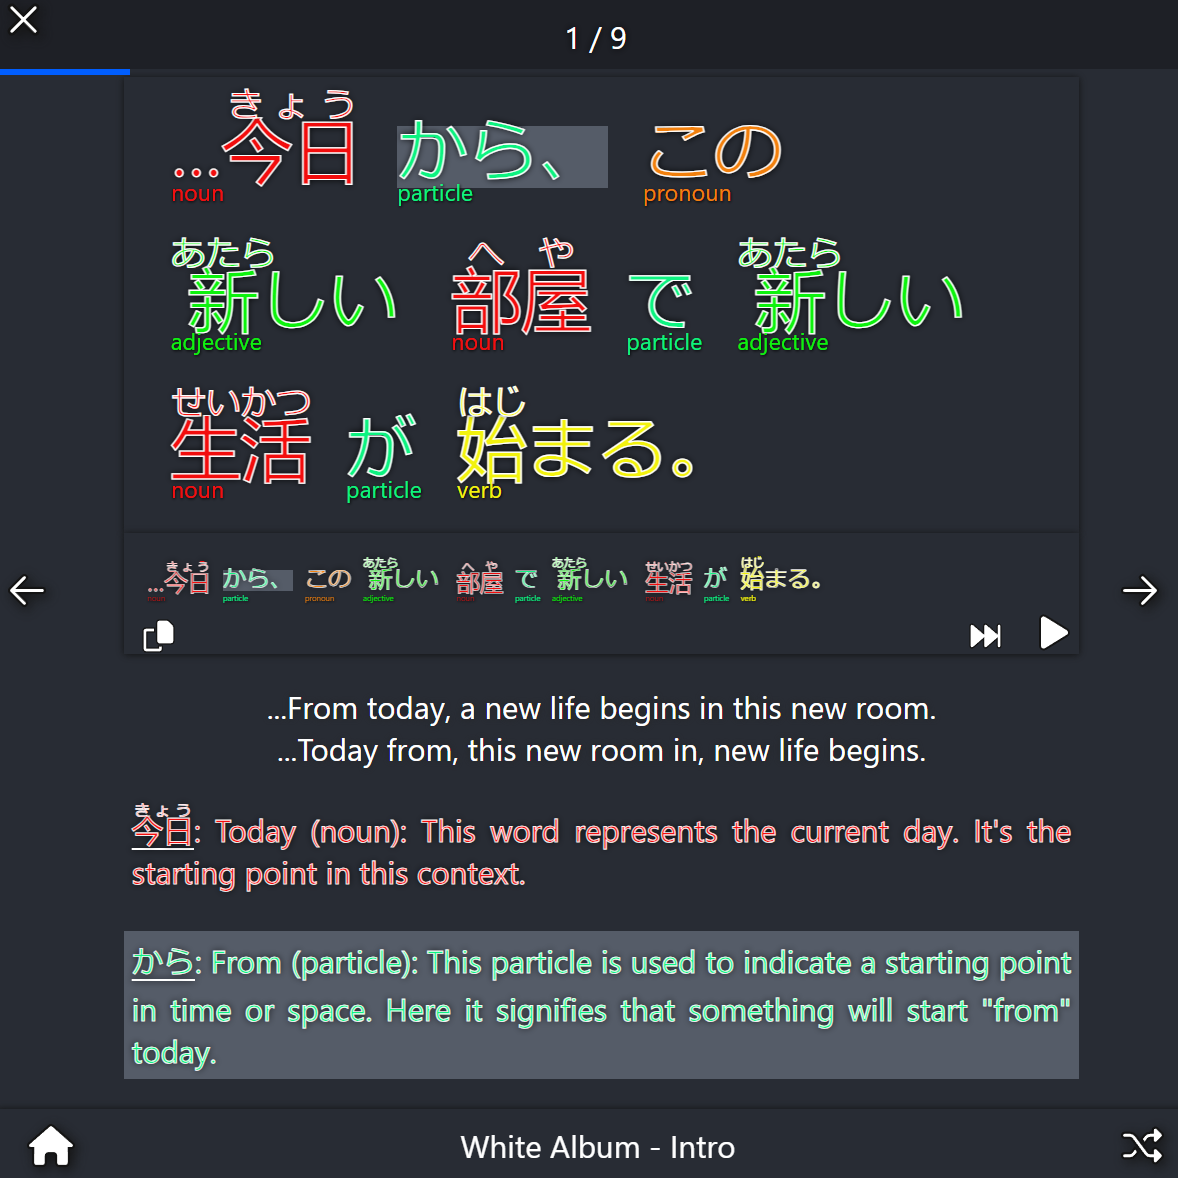 1 / 9
きょう
...今日 から、 この
noun particle pronoun
あたら へや あたら
新しい 部屋 で 新しい
adjective noun particle adjective
せいかつ はじ
生活 が 始まる。
noun particle verb
きょう あたら へや あたら せいかつ はじ
...今日 から、 この 新しい 部屋 で 新しい 生活 が 始まる。
noun particle pronoun adjective noun particle adjective noun particle verb
...From today, a new life begins in this new room.
...Today from, this new room in, new life begins.
きょう
今日: Today (noun): This word represents the current day. It's the
starting point in this context.
から: From (particle): This particle is used to indicate a starting point
in time or space. Here it signifies that something will start "from"
today.
White Album - Intro